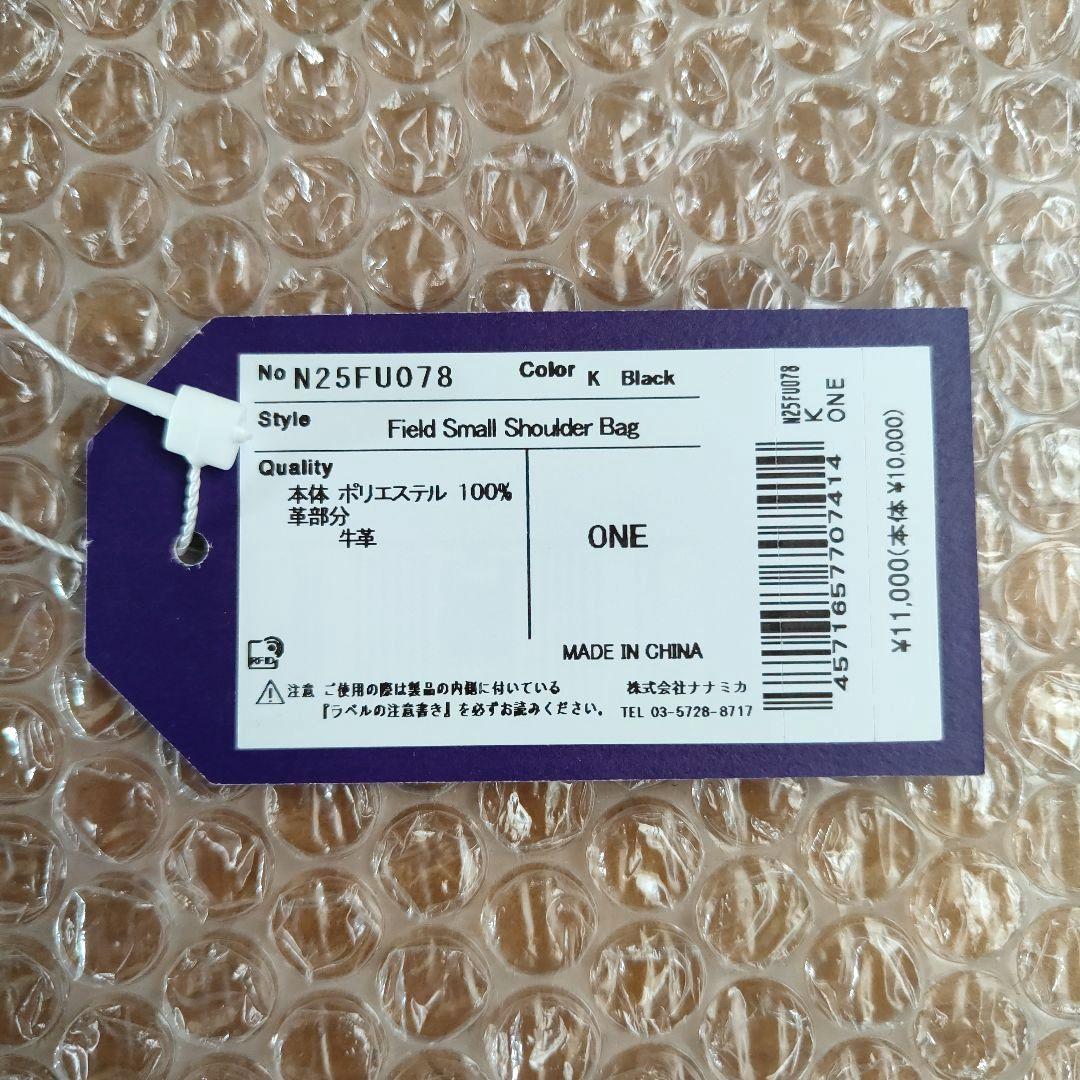 No N25FU078 Color K Black
Style Field Small Shoulder Bag
Quality
本体 ポリエステル 100%
革部分
牛革
ONE
MADE IN CHINA
RFID
注意 ご使用の際は製品の内側に付いている
『ラベルの注意書き』を必ずお読みください。
株式会社ナナミカ
TEL 03-5728-8717
N25FU078
K
ONE
4571657707414
¥11,000(本体 ¥10,000)